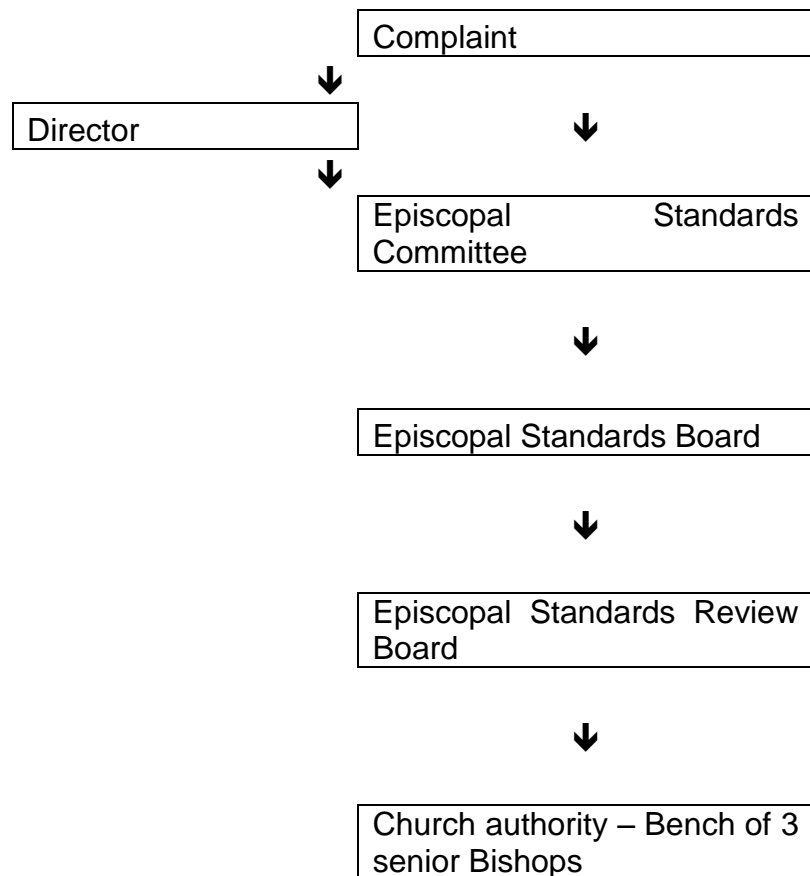 Complaint
Director
Episcopal Standards
Committee
Episcopal Standards Board
Episcopal Standards Review
Board
Church authority – Bench of 3
senior Bishops